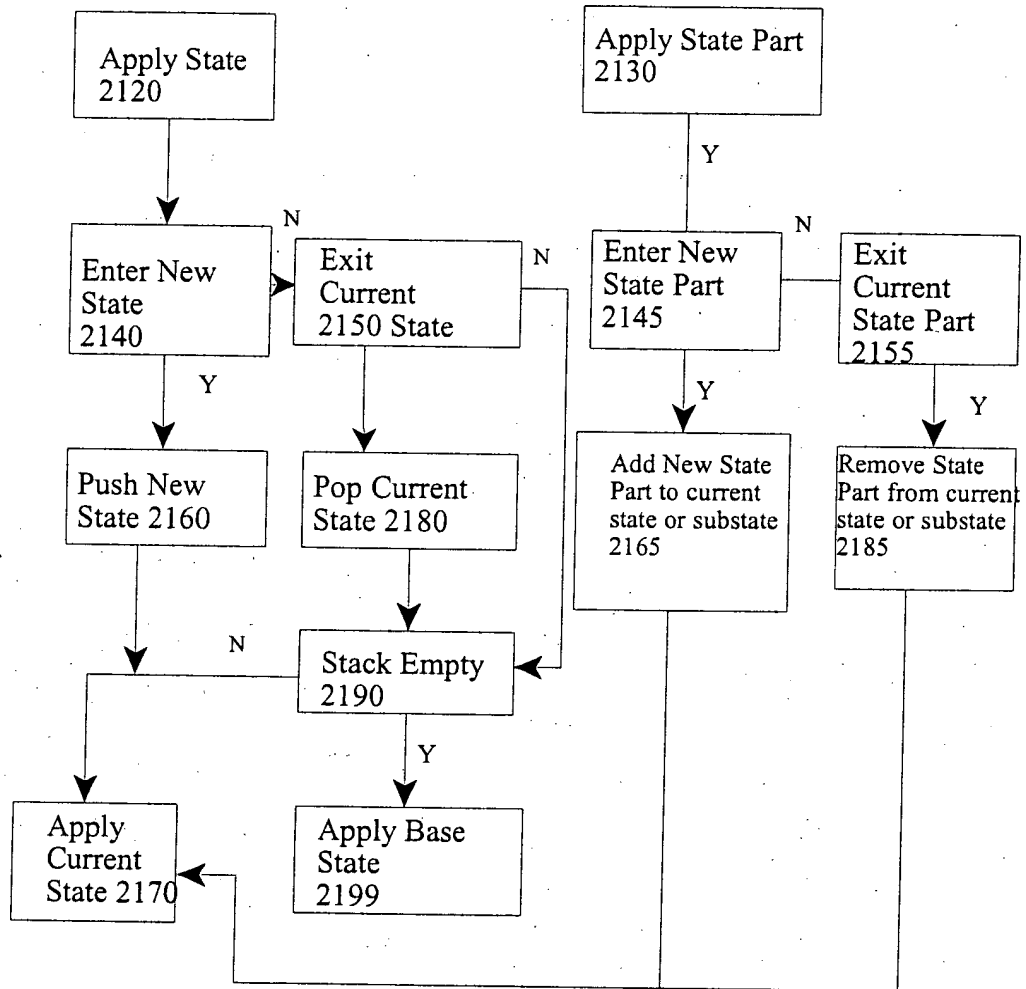 Apply State
2120
Apply State Part
2130
Y
N
N
N
Enter New
State
2140
Exit
Current
2150 State
Enter New
State Part
2145
Exit
Current
State Part
2155
Y
Y
Y
Push New
State 2160
Pop Current
State 2180
Add New State
Part to current
state or substate
2165
Remove State
Part from current
state or substate
2185
N
Stack Empty
2190
Y
Apply
Current
State 2170
Apply Base
State
2199